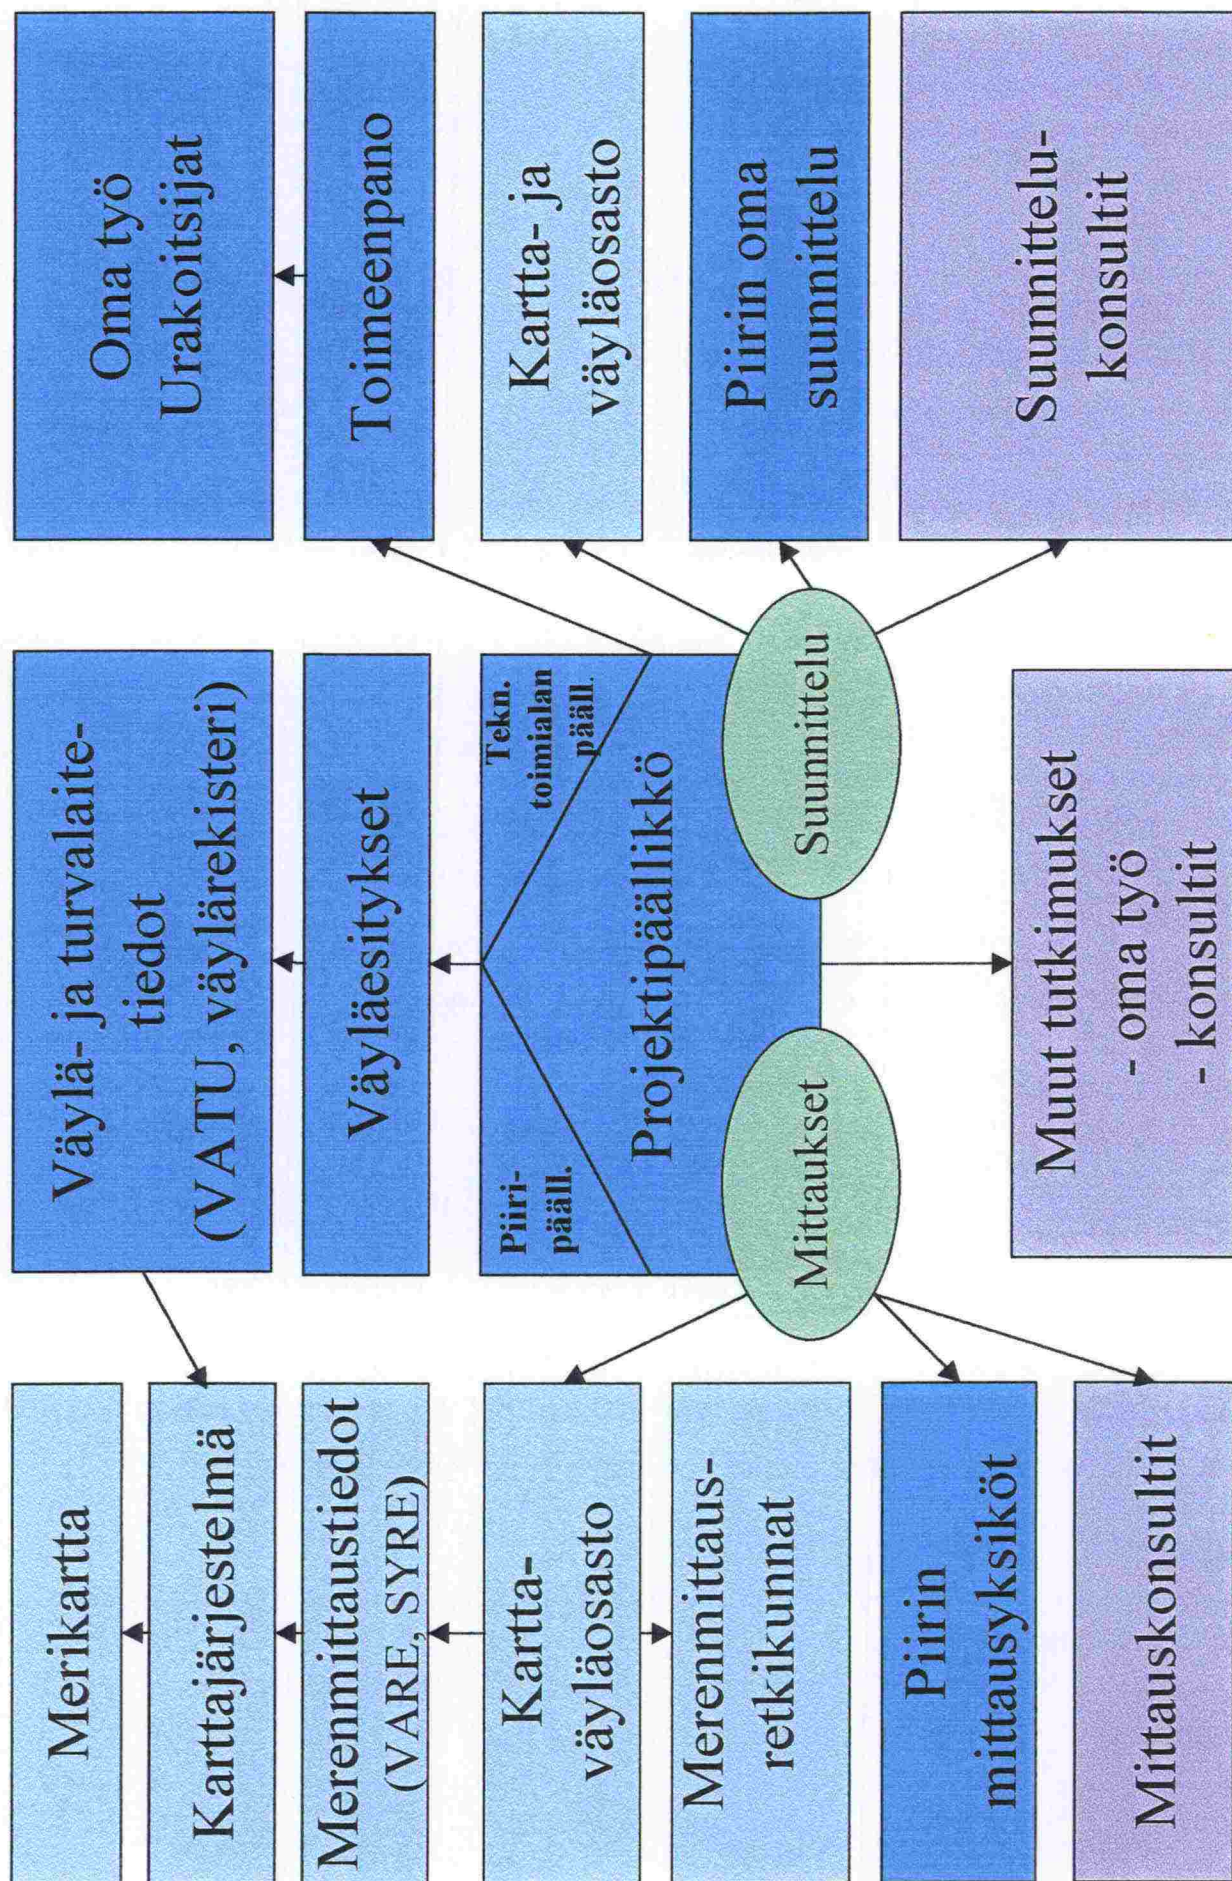 Merikartta
Karttajärjestelmä
Merenmittaustiedot
(VARE, SYRE)
Kartta-
väyläosasto
Merenmittaus-
retkikunnat
Piirin
mittausyksiköt
Mittauskonsultit
Väylä- ja turvalaite-
tiedot
(VATU, väylärekisteri)
Väyläesitykset
Piiri-
pääll.
Tekn.
toimialan
pääll.
Projektipäällikkö
Mittaukset
Suunnittelu
Muut tutkimukset
- oma työ
- konsultit
Oma työ
Urakoitsijat
Toimeenpano
Kartta- ja
väyläosasto
Piirin oma
suunnittelu
Suunnittelu-
konsultit